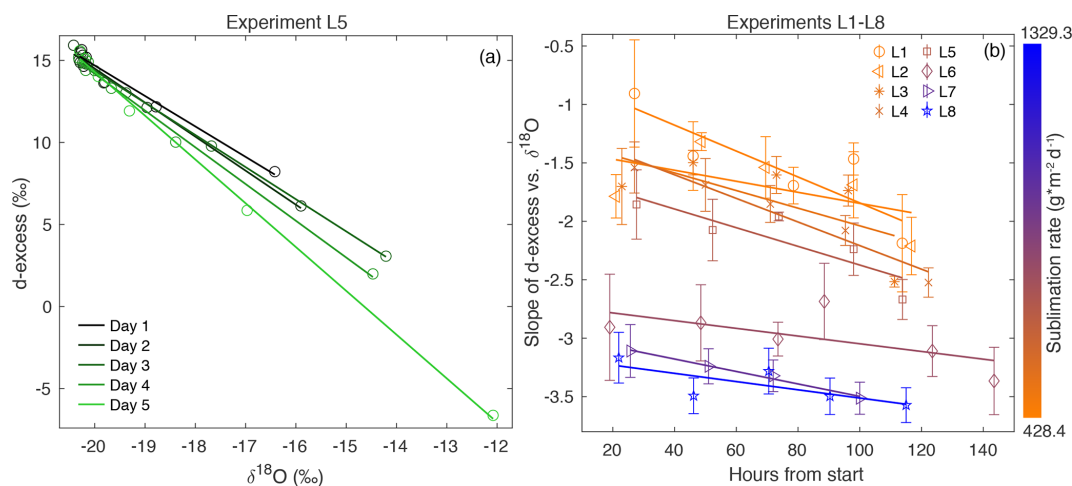 Experiment L5
(a)
15
10
5
0
-5
d-excess (‰)
-20 -19 -18 -17 -16 -15 -14 -13 -12
δ18O (‰)
Day 1
Day 2
Day 3
Day 4
Day 5
Experiments L1-L8
(b)
-0.5
-1
-1.5
-2
-2.5
-3
-3.5
Slope of d-excess vs. δ18O
20 40 60 80 100 120 140
Hours from start
L1
L2
L3
L4
L5
L6
L7
L8
1329.3
Sublimation rate (g*m-2 d-1)
428.4